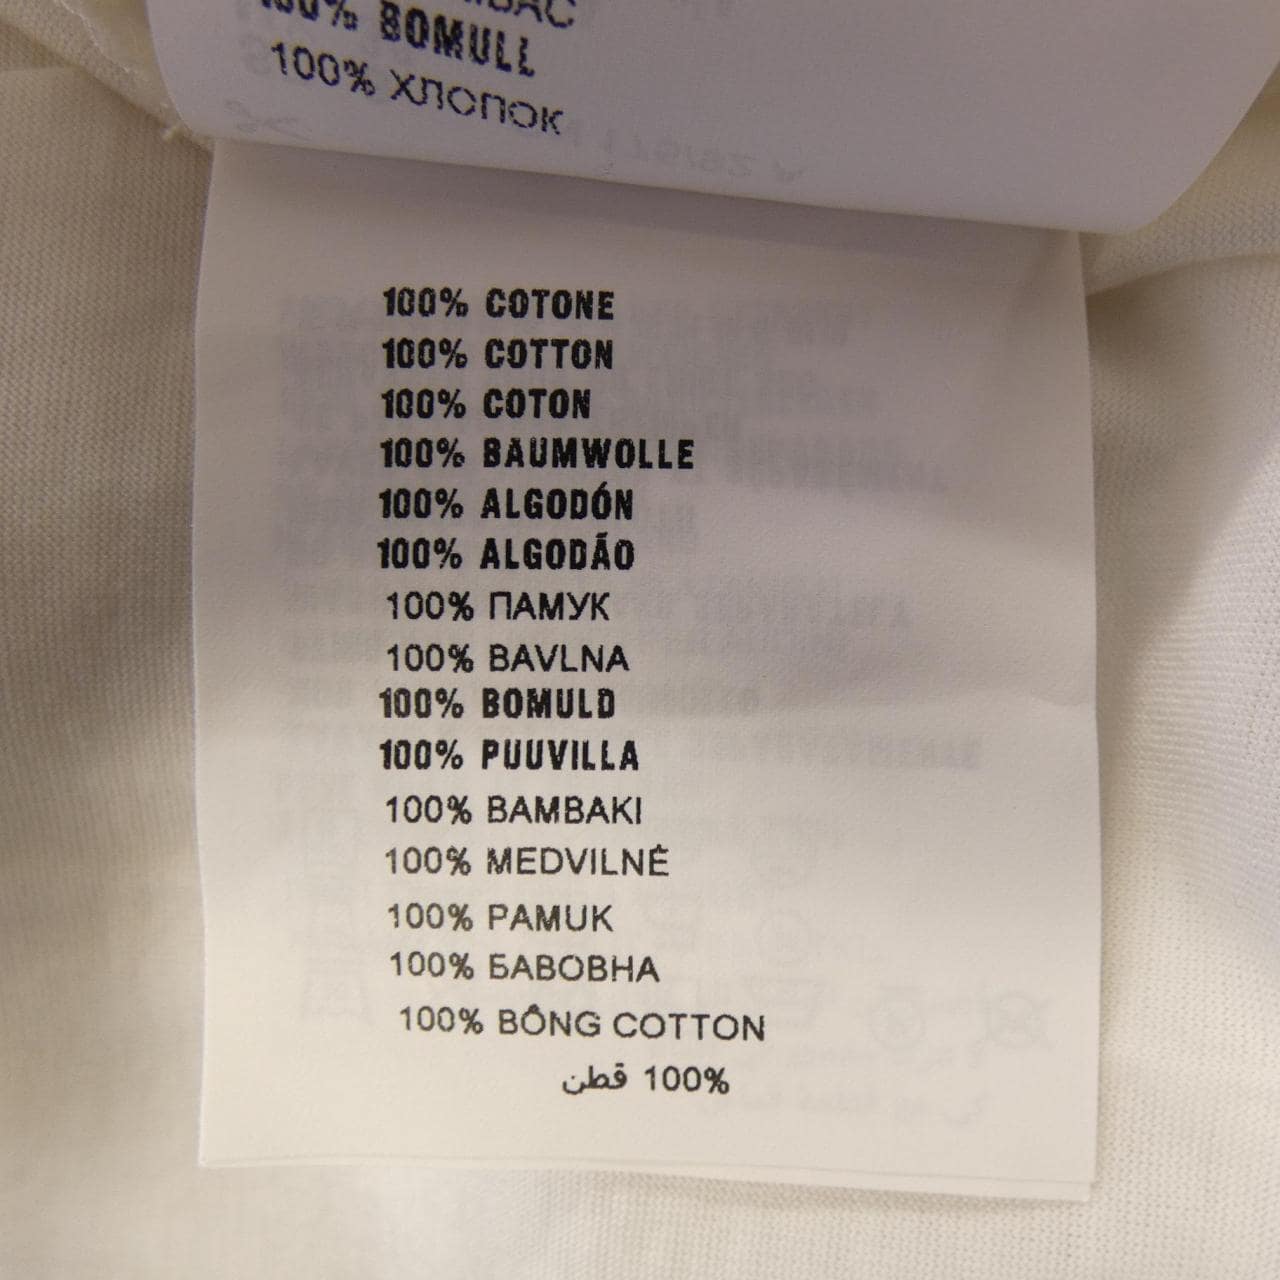 100% BOMULL
100% ХЛОПОК
100% COTONE
100% COTTON
100% COTON
100% BAUMWOLLE
100% ALGODÓN
100% ALGODÃO
100% ПАМУК
100% BAVLNA
100% BOMULD
100% PUUVILLA
100% BAMBAKI
100% MEDVILNĖ
100% PAMUK
100% БАВОВНА
100% BÔNG COTTON
100% قطن